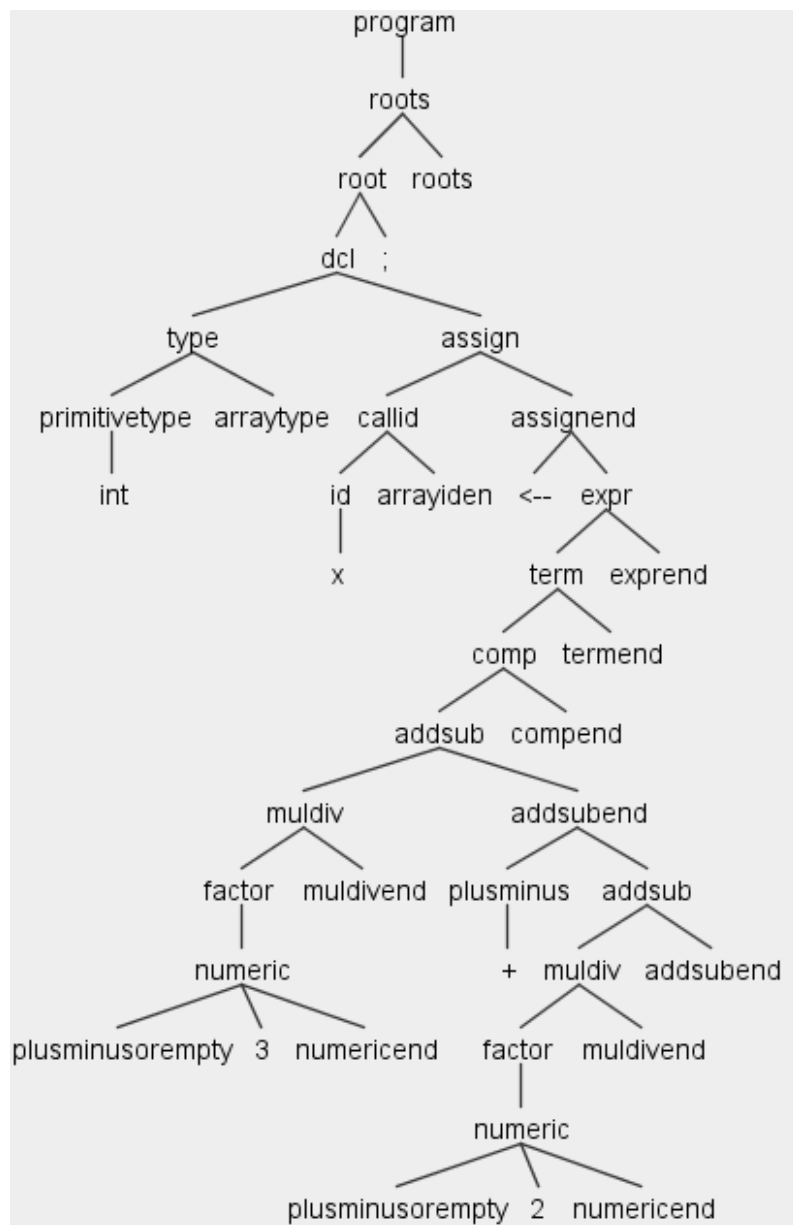 program
roots
root roots
dcl ;
type assign
primitivetype arraytype callid assignend
int id arrayiden <-- expr
x term exprend
comp termend
addsub compend
muldiv addsubend
factor muldivend plusminus addsub
numeric + muldiv addsubend
plusminusorempty 3 numericend factor muldivend
numeric
plusminusorempty 2 numericend